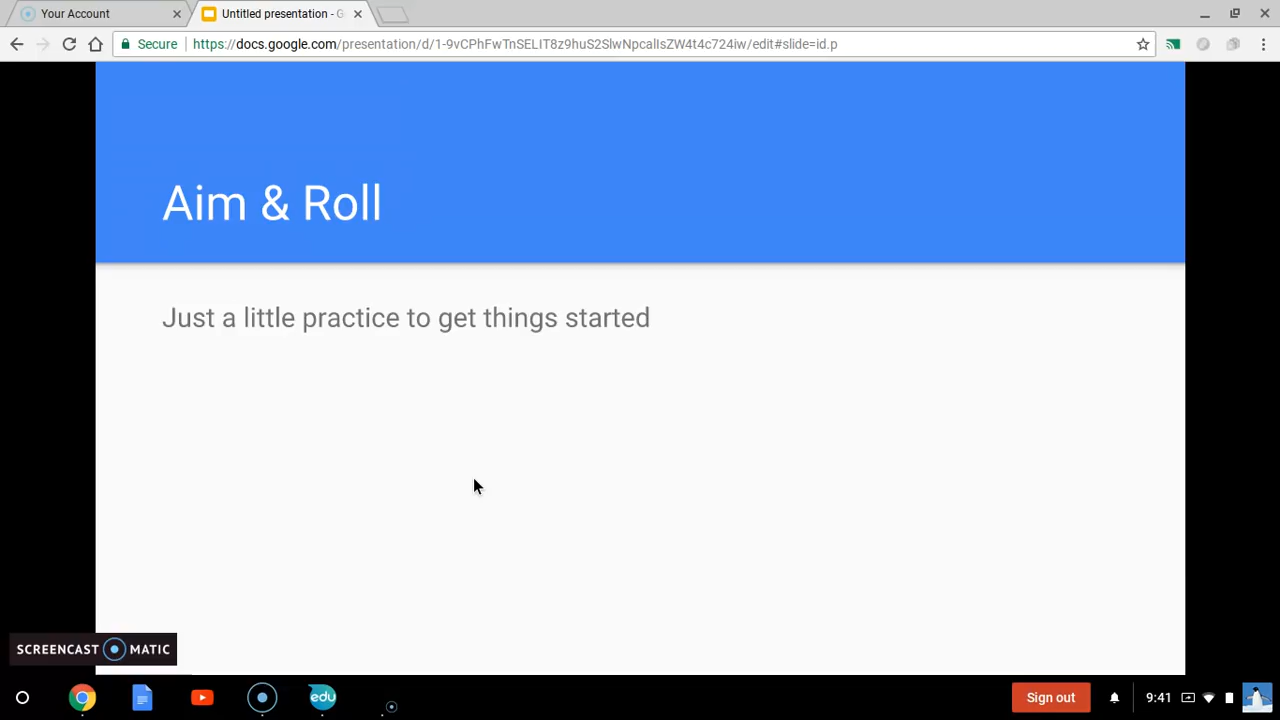 Your Account
Untitled presentation - G
Secure
https://docs.google.com/presentation/d/1-9vCPhFwTnSELIT8z9huS2SlwNpcalIsZW4t4c724iw/edit#slide=id.p
Aim & Roll
Just a little practice to get things started
SCREENCAST MATIC
edu
Sign out
9:41